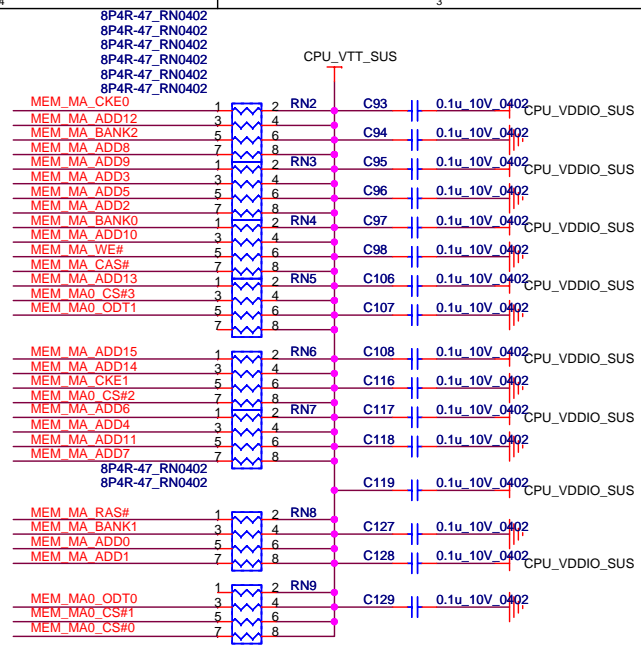 4 3
8P4R-47_RN0402
8P4R-47_RN0402
8P4R-47_RN0402
8P4R-47_RN0402
8P4R-47_RN0402
8P4R-47_RN0402
CPU_VTT_SUS
MEM_MA_CKE0 1 2 RN2 C93 0.1u_10V_0402 CPU_VDDIO_SUS
MEM_MA_ADD12 3 4
MEM_MA_BANK2 5 6 C94 0.1u_10V_0402
MEM_MA_ADD8 7 8
MEM_MA_ADD9 1 2 RN3 C95 0.1u_10V_0402 CPU_VDDIO_SUS
MEM_MA_ADD3 3 4
MEM_MA_ADD5 5 6 C96 0.1u_10V_0402
MEM_MA_ADD2 7 8
MEM_MA_BANK0 1 2 RN4 C97 0.1u_10V_0402 CPU_VDDIO_SUS
MEM_MA_ADD10 3 4
MEM_MA_WE# 5 6 C98 0.1u_10V_0402
MEM_MA_CAS# 7 8
MEM_MA_ADD13 1 2 RN5 C106 0.1u_10V_0402 CPU_VDDIO_SUS
MEM_MA0_CS#3 3 4
MEM_MA0_ODT1 5 6 C107 0.1u_10V_0402
7 8
MEM_MA_ADD15 1 2 RN6 C108 0.1u_10V_0402 CPU_VDDIO_SUS
MEM_MA_ADD14 3 4
MEM_MA_CKE1 5 6 C116 0.1u_10V_0402
MEM_MA0_CS#2 7 8
MEM_MA_ADD6 1 2 RN7 C117 0.1u_10V_0402 CPU_VDDIO_SUS
MEM_MA_ADD4 3 4
MEM_MA_ADD11 5 6 C118 0.1u_10V_0402
MEM_MA_ADD7 7 8
8P4R-47_RN0402
8P4R-47_RN0402
C119 0.1u_10V_0402 CPU_VDDIO_SUS
MEM_MA_RAS# 1 2 RN8
MEM_MA_BANK1 3 4 C127 0.1u_10V_0402
MEM_MA_ADD0 5 6
MEM_MA_ADD1 7 8 C128 0.1u_10V_0402 CPU_VDDIO_SUS
1 2 RN9
MEM_MA0_ODT0 3 4 C129 0.1u_10V_0402
MEM_MA0_CS#1 5 6
MEM_MA0_CS#0 7 8